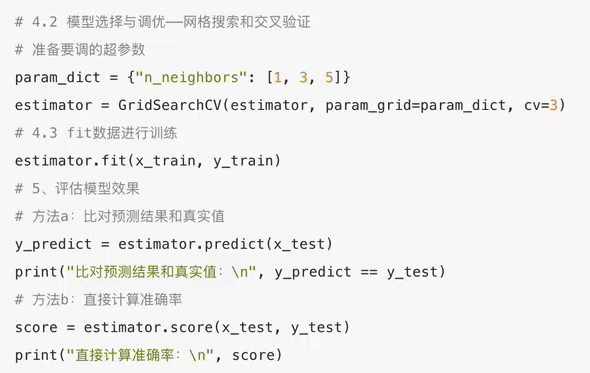 # 4.2 模型选择与调优——网格搜索和交叉验证
# 准备要调的超参数
param_dict = {"n_neighbors": [1, 3, 5]}
estimator = GridSearchCV(estimator, param_grid=param_dict, cv=3)
# 4.3 fit数据进行训练
estimator.fit(x_train, y_train)
# 5、评估模型效果
# 方法a：比对预测结果和真实值
y_predict = estimator.predict(x_test)
print("比对预测结果和真实值：\n", y_predict == y_test)
# 方法b：直接计算准确率
score = estimator.score(x_test, y_test)
print("直接计算准确率：\n", score)